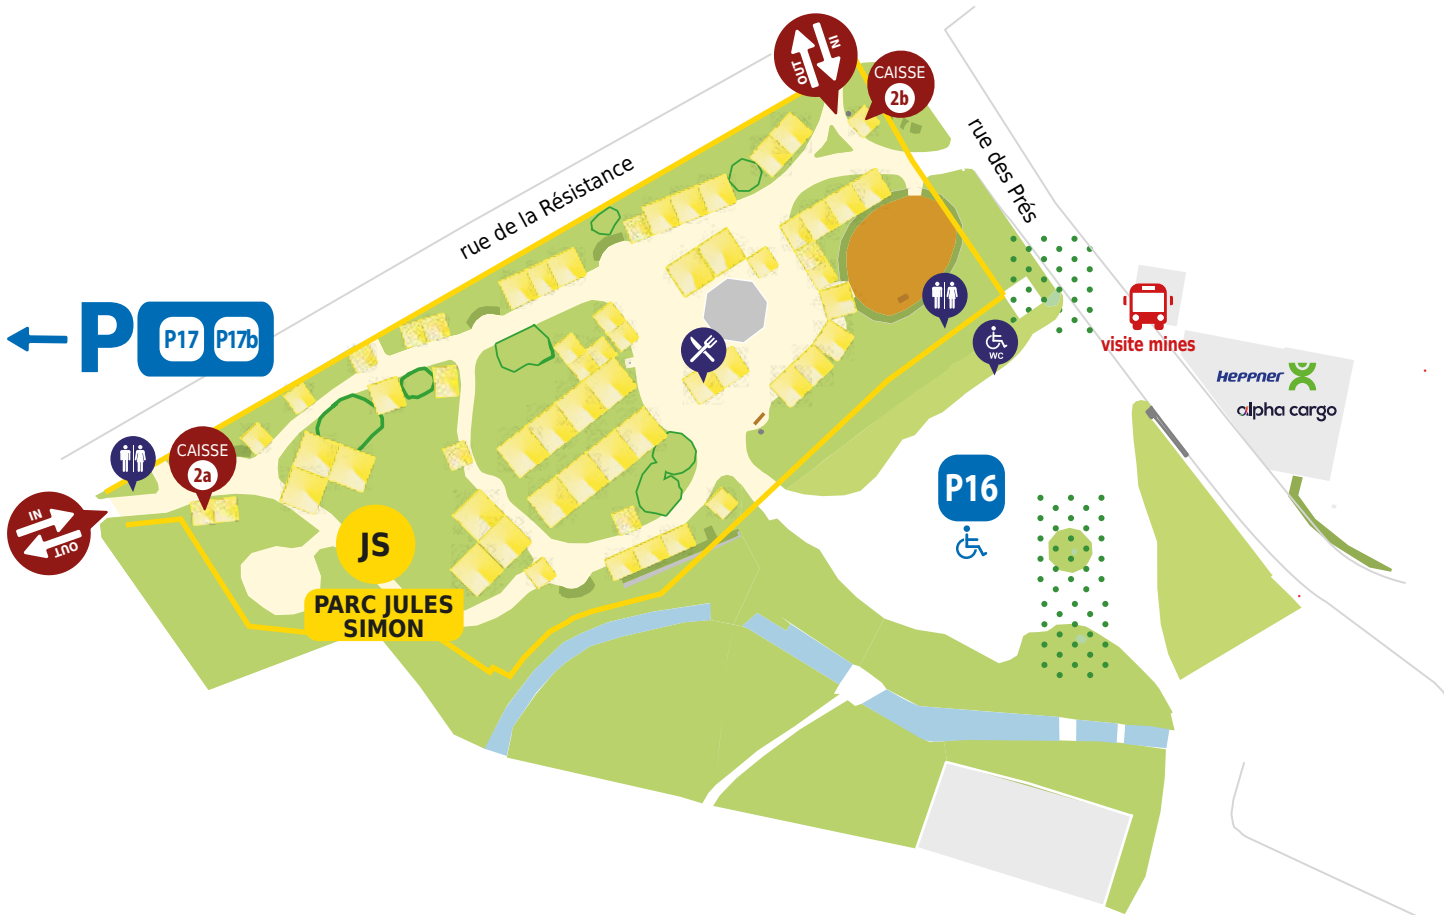 IN
OUT
CAISSE
2b
rue des Prés
rue de la Résistance
P
P17
P17b
visite mines
HEPPNER
alpha cargo
WC
CAISSE
2a
IN
OUT
P16
JS
PARC JULES
SIMON